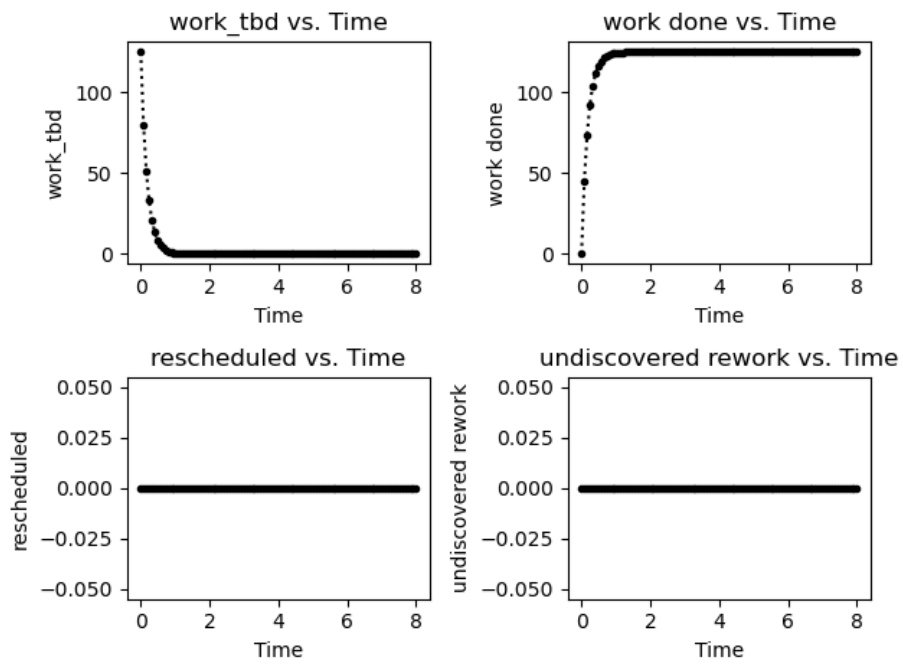 work_tbd vs. Time
work_tbd
100
50
0
0 2 4 6 8
Time
work done vs. Time
work done
100
50
0
0 2 4 6 8
Time
rescheduled vs. Time
rescheduled
0.050
0.025
0.000
−0.025
−0.050
0 2 4 6 8
Time
undiscovered rework vs. Time
undiscovered rework
0.050
0.025
0.000
−0.025
−0.050
0 2 4 6 8
Time